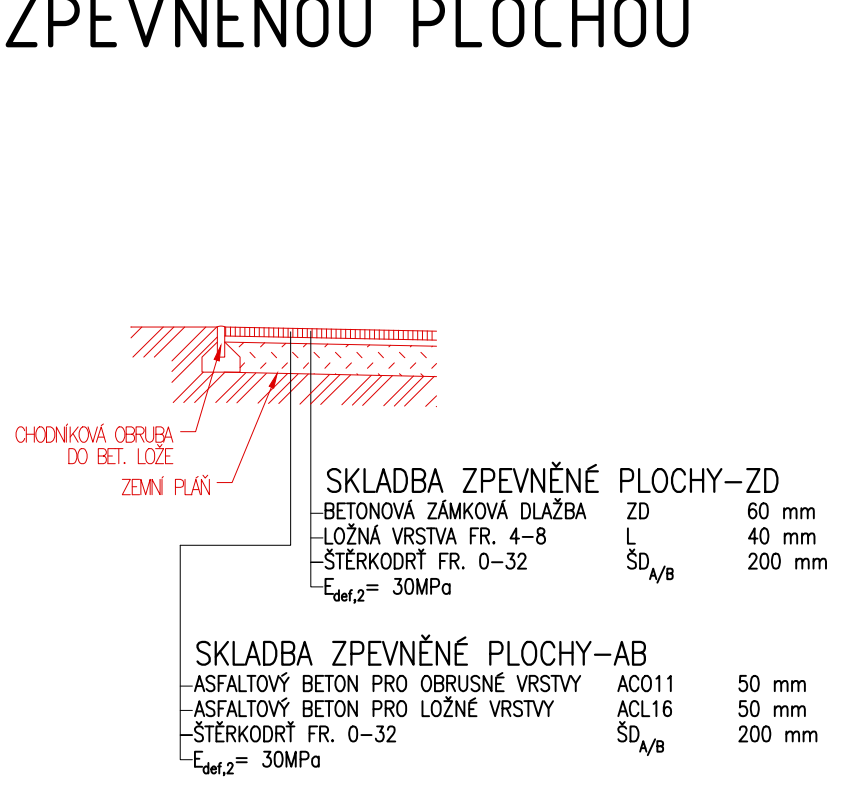 ZPEVNĚNOU PLOCHOU
CHODNÍKOVÁ OBRUBA
DO BET. LOŽE
ZEMNÍ PLÁŇ
SKLADBA ZPEVNĚNÉ PLOCHY-ZD
BETONOVÁ ZÁMKOVÁ DLAŽBA ZD 60 mm
LOŽNÁ VRSTVA FR. 4-8 L 40 mm
ŠTĚRKODRŤ FR. 0-32 ŠDA/B 200 mm
Edef,2= 30MPa
SKLADBA ZPEVNĚNÉ PLOCHY-AB
ASFALTOVÝ BETON PRO OBRUSNÉ VRSTVY ACO11 50 mm
ASFALTOVÝ BETON PRO LOŽNÉ VRSTVY ACL16 50 mm
ŠTĚRKODRŤ FR. 0-32 ŠDA/B 200 mm
Edef,2= 30MPa